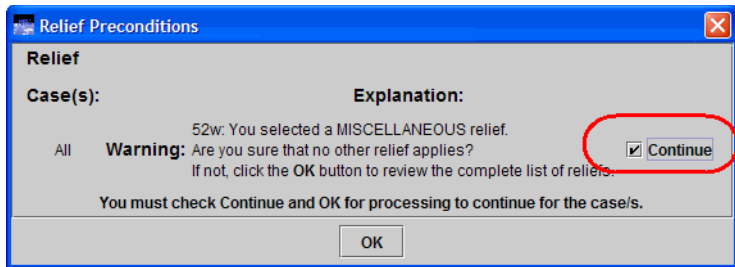 Relief Preconditions
Relief
Case(s): Explanation:
52w: You selected a MISCELLANEOUS relief.
All Warning: Are you sure that no other relief applies? Continue
If not, click the OK button to review the complete list of reliefs.
You must check Continue and OK for processing to continue for the case/s.
OK